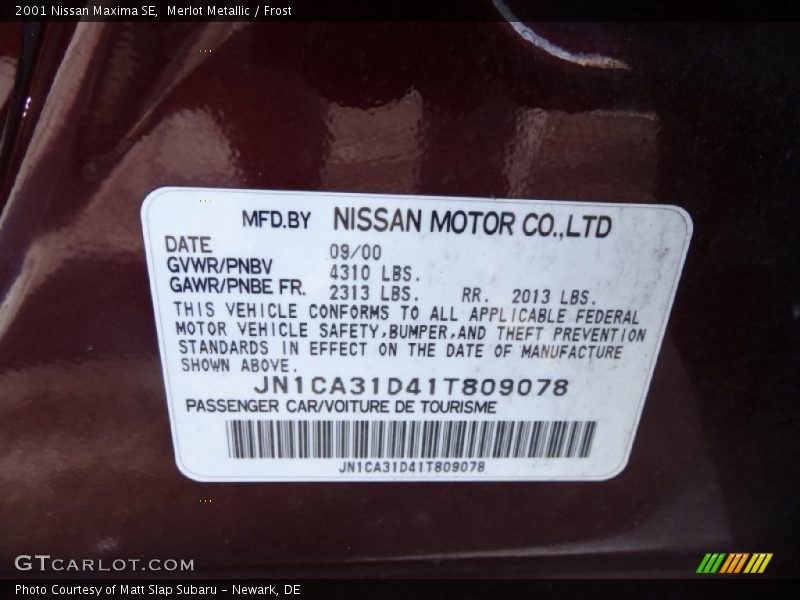 2001 Nissan Maxima SE, Merlot Metallic / Frost
MFD.BY NISSAN MOTOR CO.,LTD
DATE 09/00
GVWR/PNBV 4310 LBS.
GAWR/PNBE FR. 2313 LBS. RR. 2013 LBS.
THIS VEHICLE CONFORMS TO ALL APPLICABLE FEDERAL
MOTOR VEHICLE SAFETY,BUMPER,AND THEFT PREVENTION
STANDARDS IN EFFECT ON THE DATE OF MANUFACTURE
SHOWN ABOVE.
JN1CA31D41T809078
PASSENGER CAR/VOITURE DE TOURISME
JN1CA31D41T809078
GTCARLOT.COM
Photo Courtesy of Matt Slap Subaru - Newark, DE